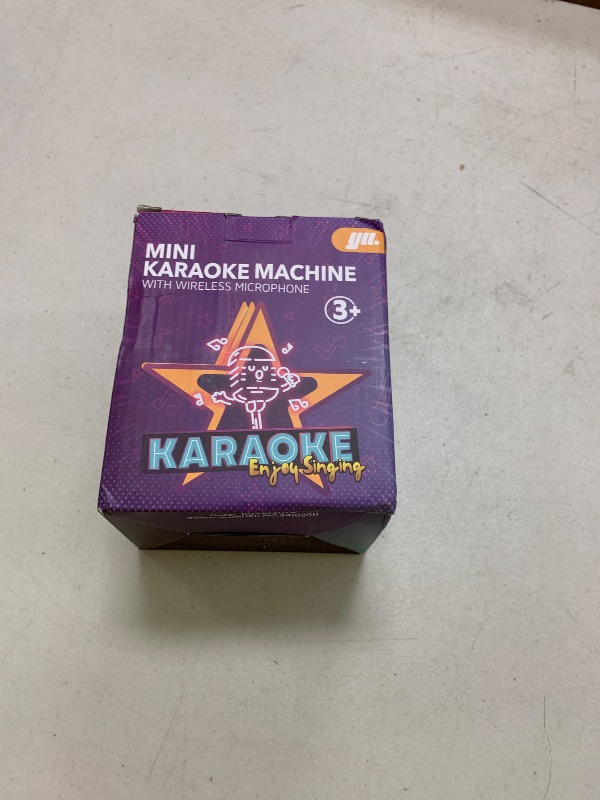 yu.
MINI
KARAOKE MACHINE
WITH WIRELESS MICROPHONE
3+
KARAOKE
Enjoy Singing